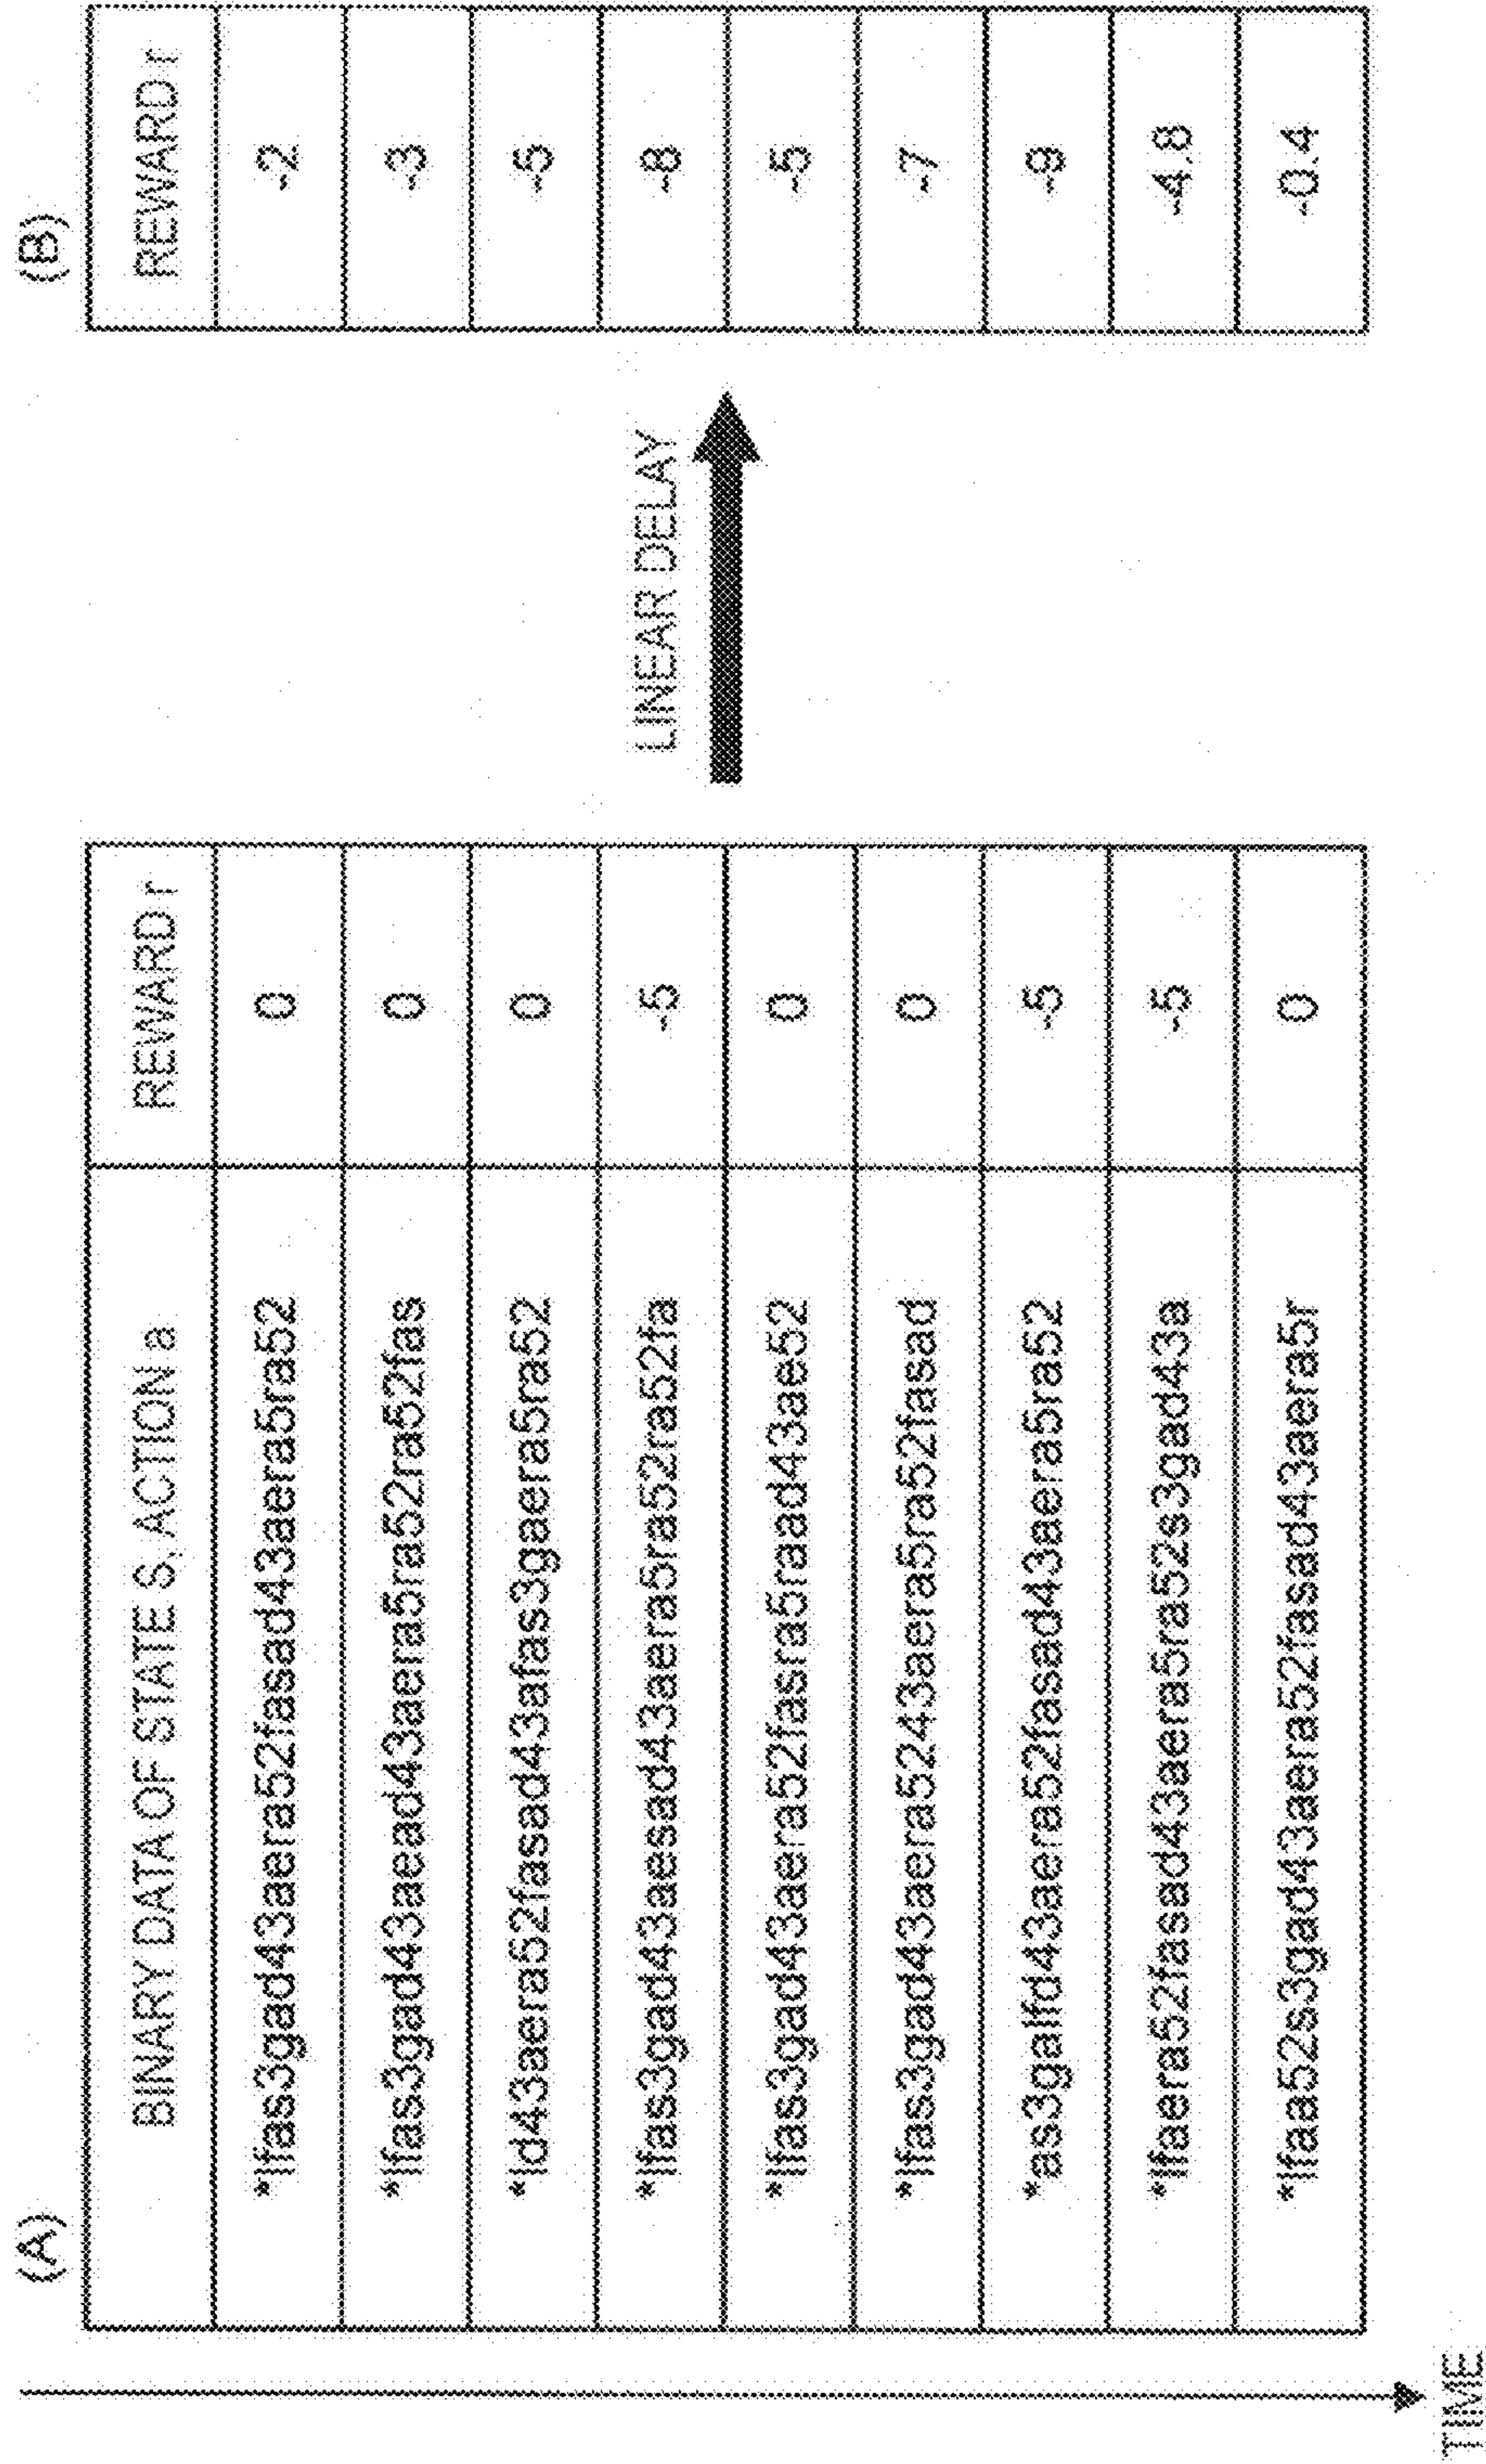 (A)
BINARY DATA OF STATE S, ACTION a REWARD r
*lfas3gad43aera52fasad43aera5ra52 0
*lfas3gad43aead43aera5ra52ra52fas 0
*ld43aera52fasad43afas3gaera5ra52 0
*lfas3gad43aesad43aera5ra52ra52fa -5
*lfas3gad43aera52fasra5raad43ae52 0
*lfas3gad43aera5243aera5ra52fasad 0
*as3galfd43aera52fasad43aera5ra52 -5
*lfaera52fasad43aera5ra52s3gad43a -5
*lfaa52s3gad43aera52fasad43aera5r 0
TIME
LINEAR DELAY
(B)
REWARD r
-2
-3
-5
-8
-5
-7
-9
-4.8
-0.4